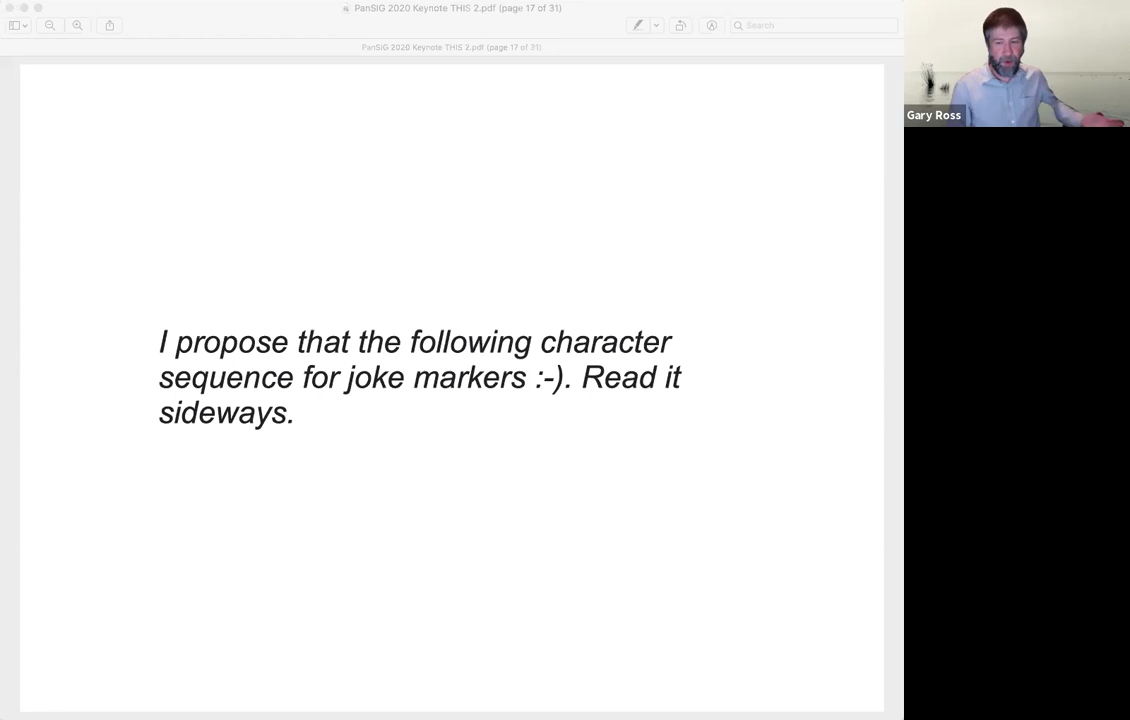 PanSIG 2020 Keynote THIS 2.pdf (page 17 of 31)
Search
PanSIG 2020 Keynote THIS 2.pdf (page 17 of 31)
I propose that the following character
sequence for joke markers :-). Read it
sideways.
Gary Ross